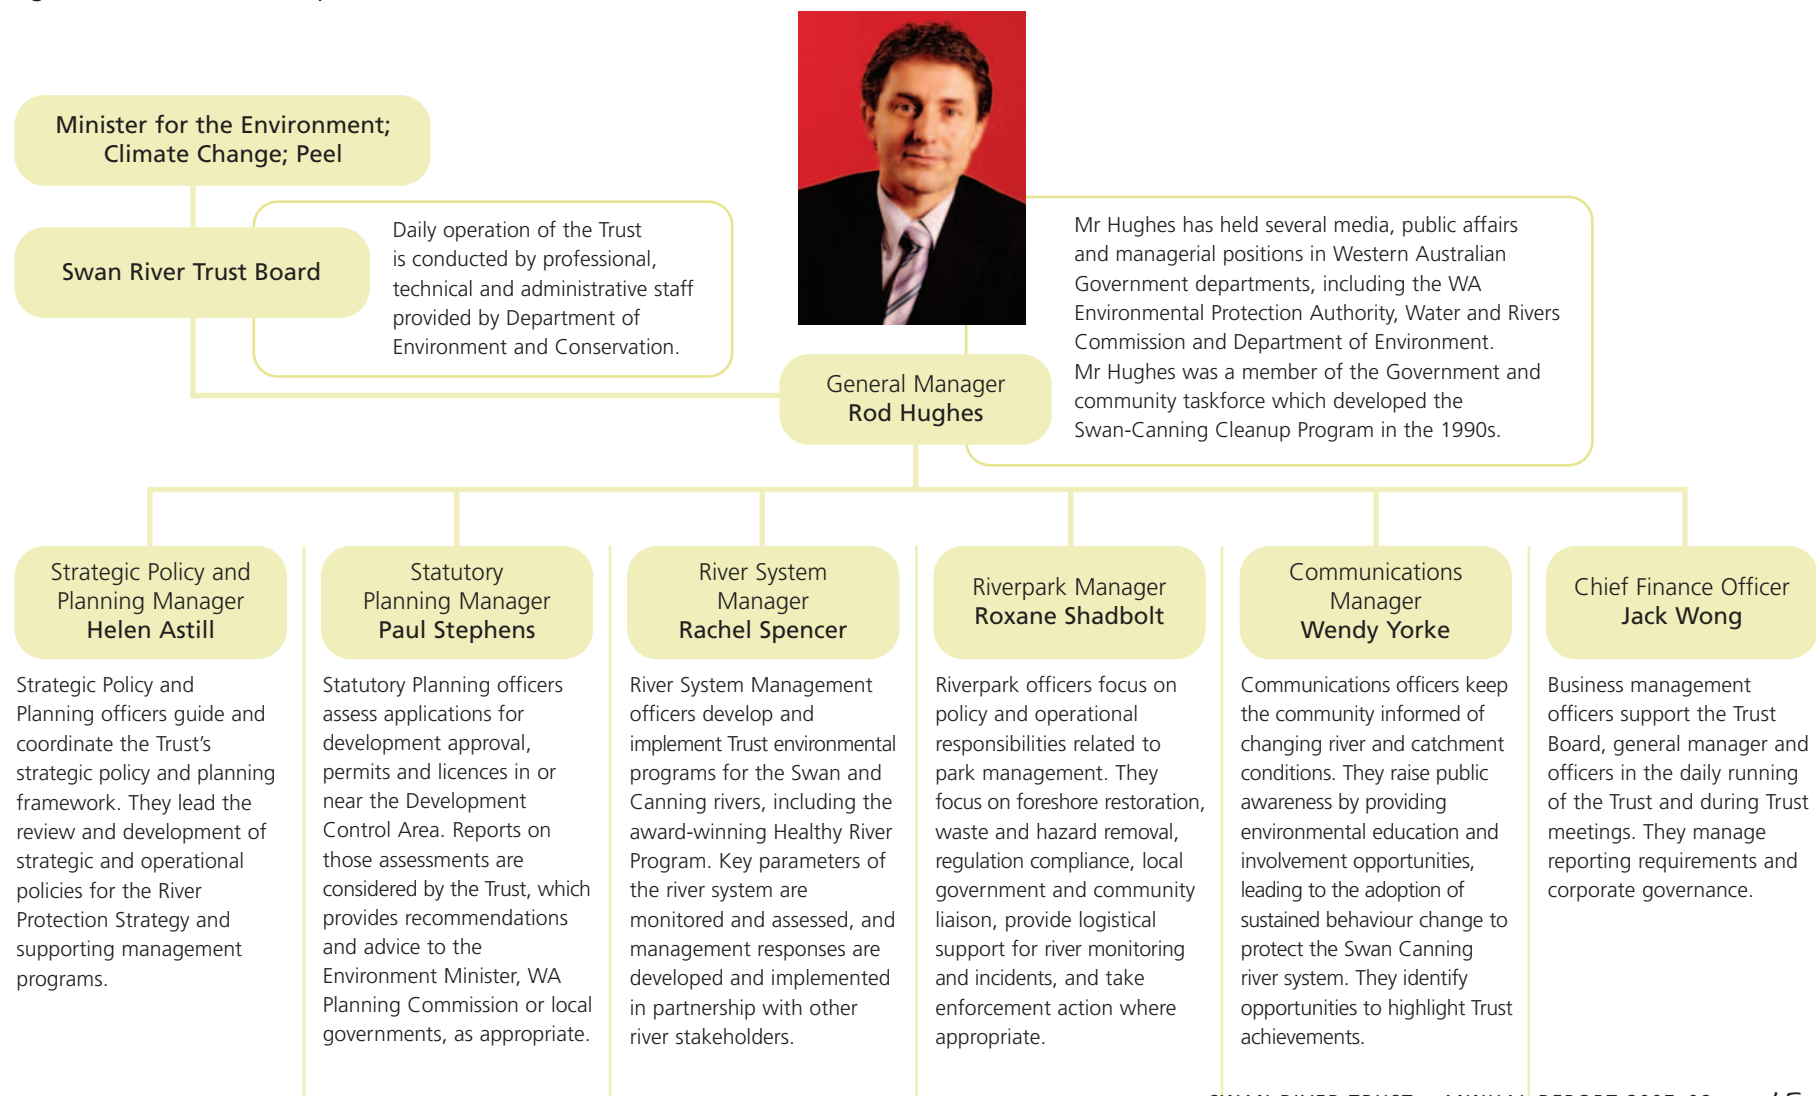 Minister for the Environment;
Climate Change; Peel
Swan River Trust Board
Daily operation of the Trust
is conducted by professional,
technical and administrative staff
provided by Department of
Environment and Conservation.
Mr Hughes has held several media, public affairs
and managerial positions in Western Australian
Government departments, including the WA
Environmental Protection Authority, Water and Rivers
Commission and Department of Environment.
Mr Hughes was a member of the Government and
community taskforce which developed the
Swan-Canning Cleanup Program in the 1990s.
General Manager
Rod Hughes
Strategic Policy and
Planning Manager
Helen Astill
Strategic Policy and
Planning officers guide and
coordinate the Trust's
strategic policy and planning
framework. They lead the
review and development of
strategic and operational
policies for the River
Protection Strategy and
supporting management
programs.
Statutory
Planning Manager
Paul Stephens
Statutory Planning officers
assess applications for
development approval,
permits and licences in or
near the Development
Control Area. Reports on
those assessments are
considered by the Trust, which
provides recommendations
and advice to the
Environment Minister, WA
Planning Commission or local
governments, as appropriate.
River System
Manager
Rachel Spencer
River System Management
officers develop and
implement Trust environmental
programs for the Swan and
Canning rivers, including the
award-winning Healthy River
Program. Key parameters of
the river system are
monitored and assessed, and
management responses are
developed and implemented
in partnership with other
river stakeholders.
Riverpark Manager
Roxane Shadbolt
Riverpark officers focus on
policy and operational
responsibilities related to
park management. They
focus on foreshore restoration,
waste and hazard removal,
regulation compliance, local
government and community
liaison, provide logistical
support for river monitoring
and incidents, and take
enforcement action where
appropriate.
Communications
Manager
Wendy Yorke
Communications officers keep
the community informed of
changing river and catchment
conditions. They raise public
awareness by providing
environmental education and
involvement opportunities,
leading to the adoption of
sustained behaviour change to
protect the Swan Canning
river system. They identify
opportunities to highlight Trust
achievements.
Chief Finance Officer
Jack Wong
Business management
officers support the Trust
Board, general manager and
officers in the daily running
of the Trust and during Trust
meetings. They manage
reporting requirements and
corporate governance.